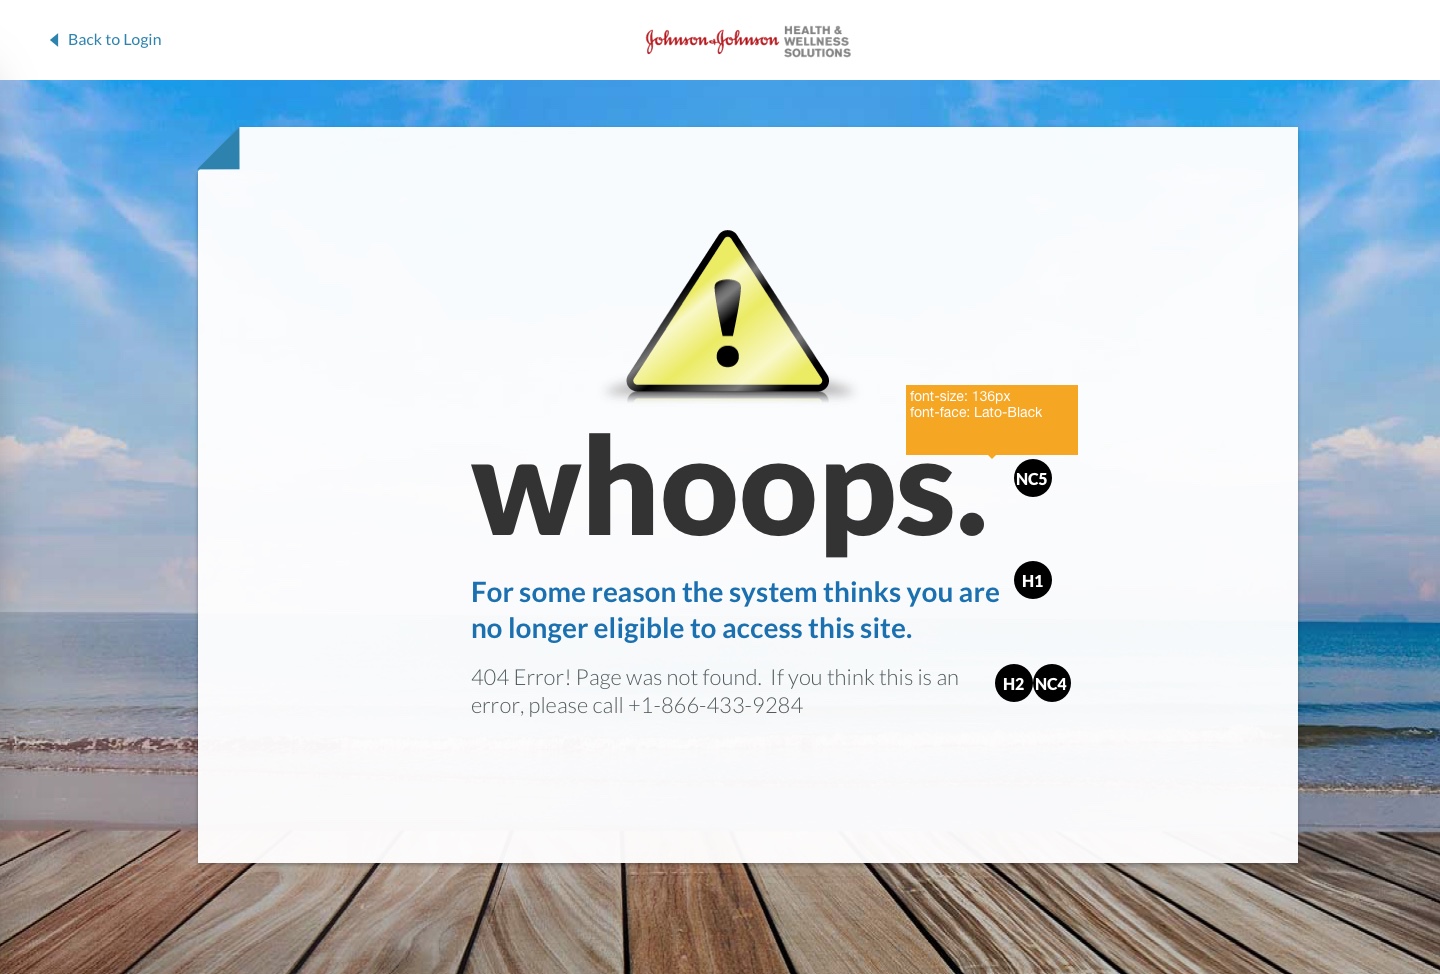 Back to Login
Johnson & Johnson HEALTH &
WELLNESS
SOLUTIONS
font-size: 136px
font-face: Lato-Black
whoops.
NC5
For some reason the system thinks you are
H1
no longer eligible to access this site.
404 Error! Page was not found.  If you think this is an
H2 NC4
error, please call +1-866-433-9284